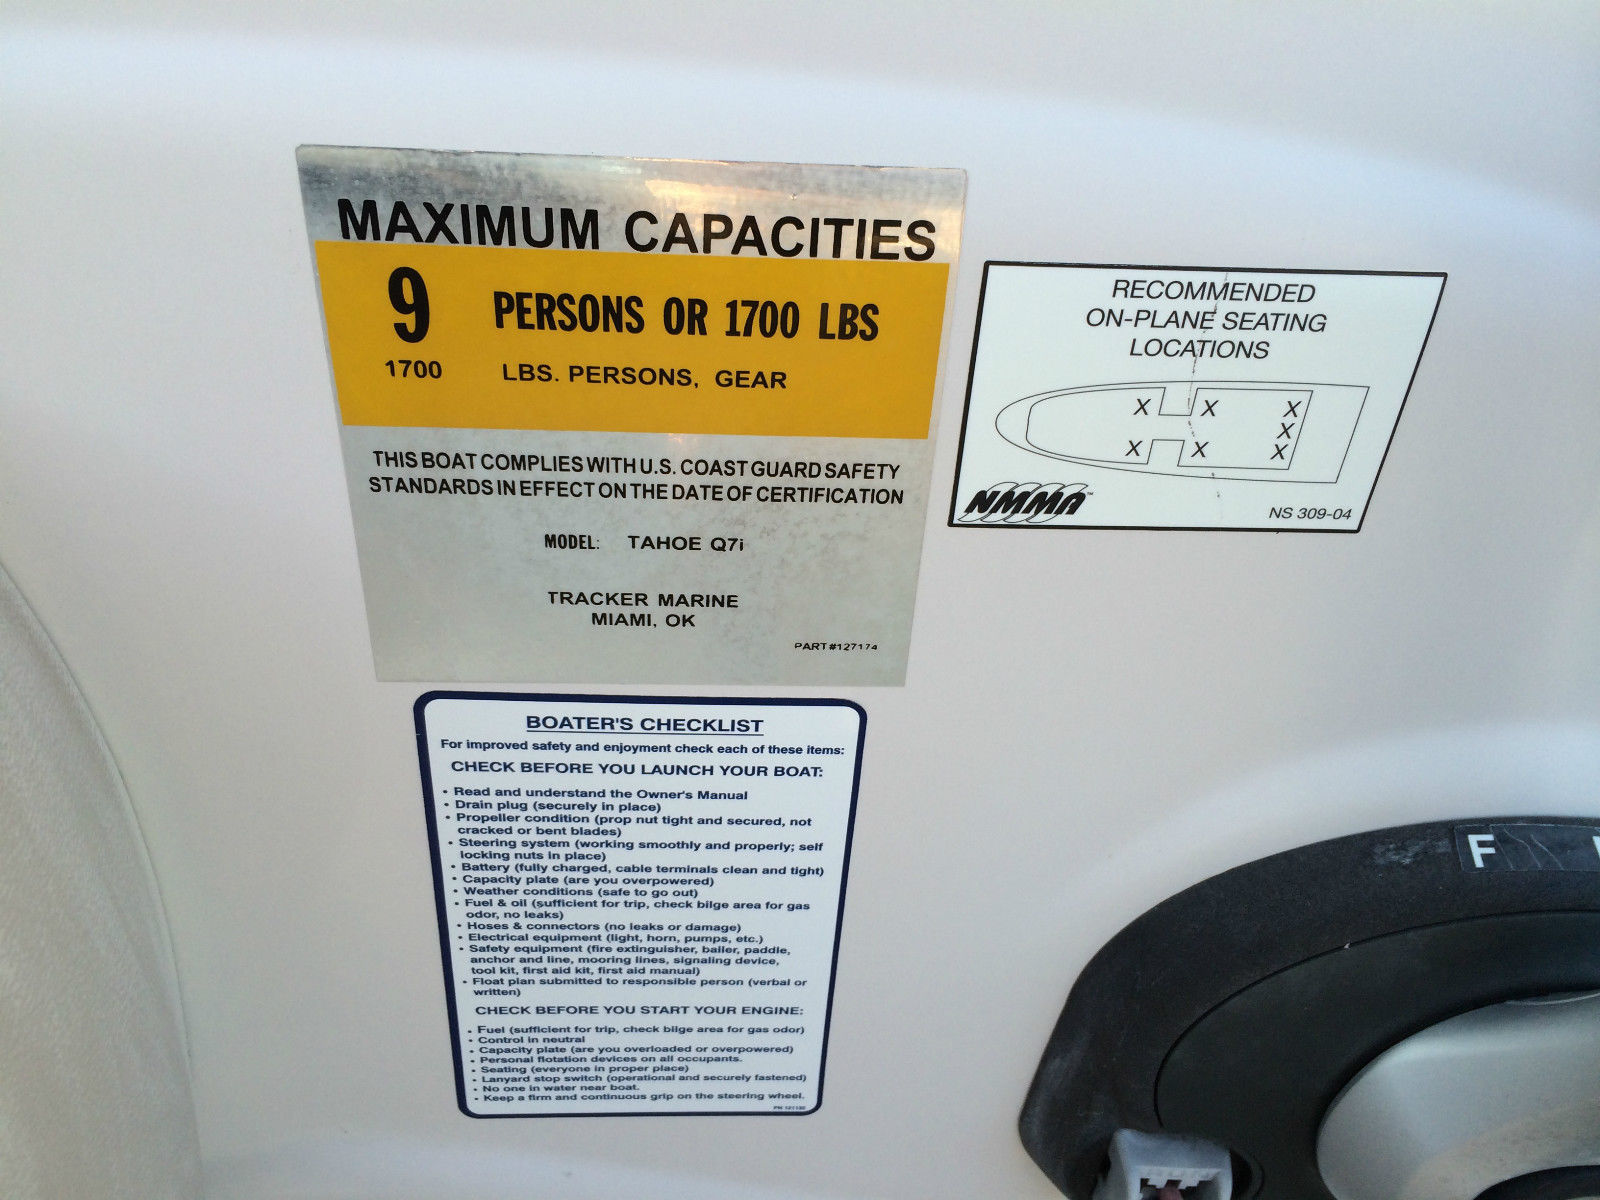 MAXIMUM CAPACITIES
9 PERSONS OR 1700 LBS
1700 LBS. PERSONS, GEAR
THIS BOAT COMPLIES WITH U.S. COAST GUARD SAFETY
STANDARDS IN EFFECT ON THE DATE OF CERTIFICATION
MODEL: TAHOE Q7i
TRACKER MARINE
MIAMI, OK
PART#127174
RECOMMENDED
ON-PLANE SEATING
LOCATIONS
X X X
X
X X X
NMMA™
NS 309-04
BOATER'S CHECKLIST
For improved safety and enjoyment check each of these items:
CHECK BEFORE YOU LAUNCH YOUR BOAT:
• Read and understand the Owner's Manual
• Drain plug (securely in place)
• Propeller condition (prop nut tight and secured, not
cracked or bent blades)
• Steering system (working smoothly and properly; self
locking nuts in place)
• Battery (fully charged, cable terminals clean and tight)
• Capacity plate (are you overpowered)
• Weather conditions (safe to go out)
• Fuel & oil (sufficient for trip, check bilge area for gas
odor, no leaks)
• Hoses & connectors (no leaks or damage)
• Electrical equipment (light, horn, pumps, etc.)
• Safety equipment (fire extinguisher, bailer, paddle,
anchor and line, mooring lines, signaling device,
tool kit, first aid kit, first aid manual)
• Float plan submitted to responsible person (verbal or
written)
CHECK BEFORE YOU START YOUR ENGINE:
• Fuel (sufficient for trip, check bilge area for gas odor)
• Control in neutral
• Capacity plate (are you overloaded or overpowered)
• Personal flotation devices on all occupants.
• Seating (everyone in proper place)
• Lanyard stop switch (operational and securely fastened)
• No one in water near boat.
• Keep a firm and continuous grip on the steering wheel.
F